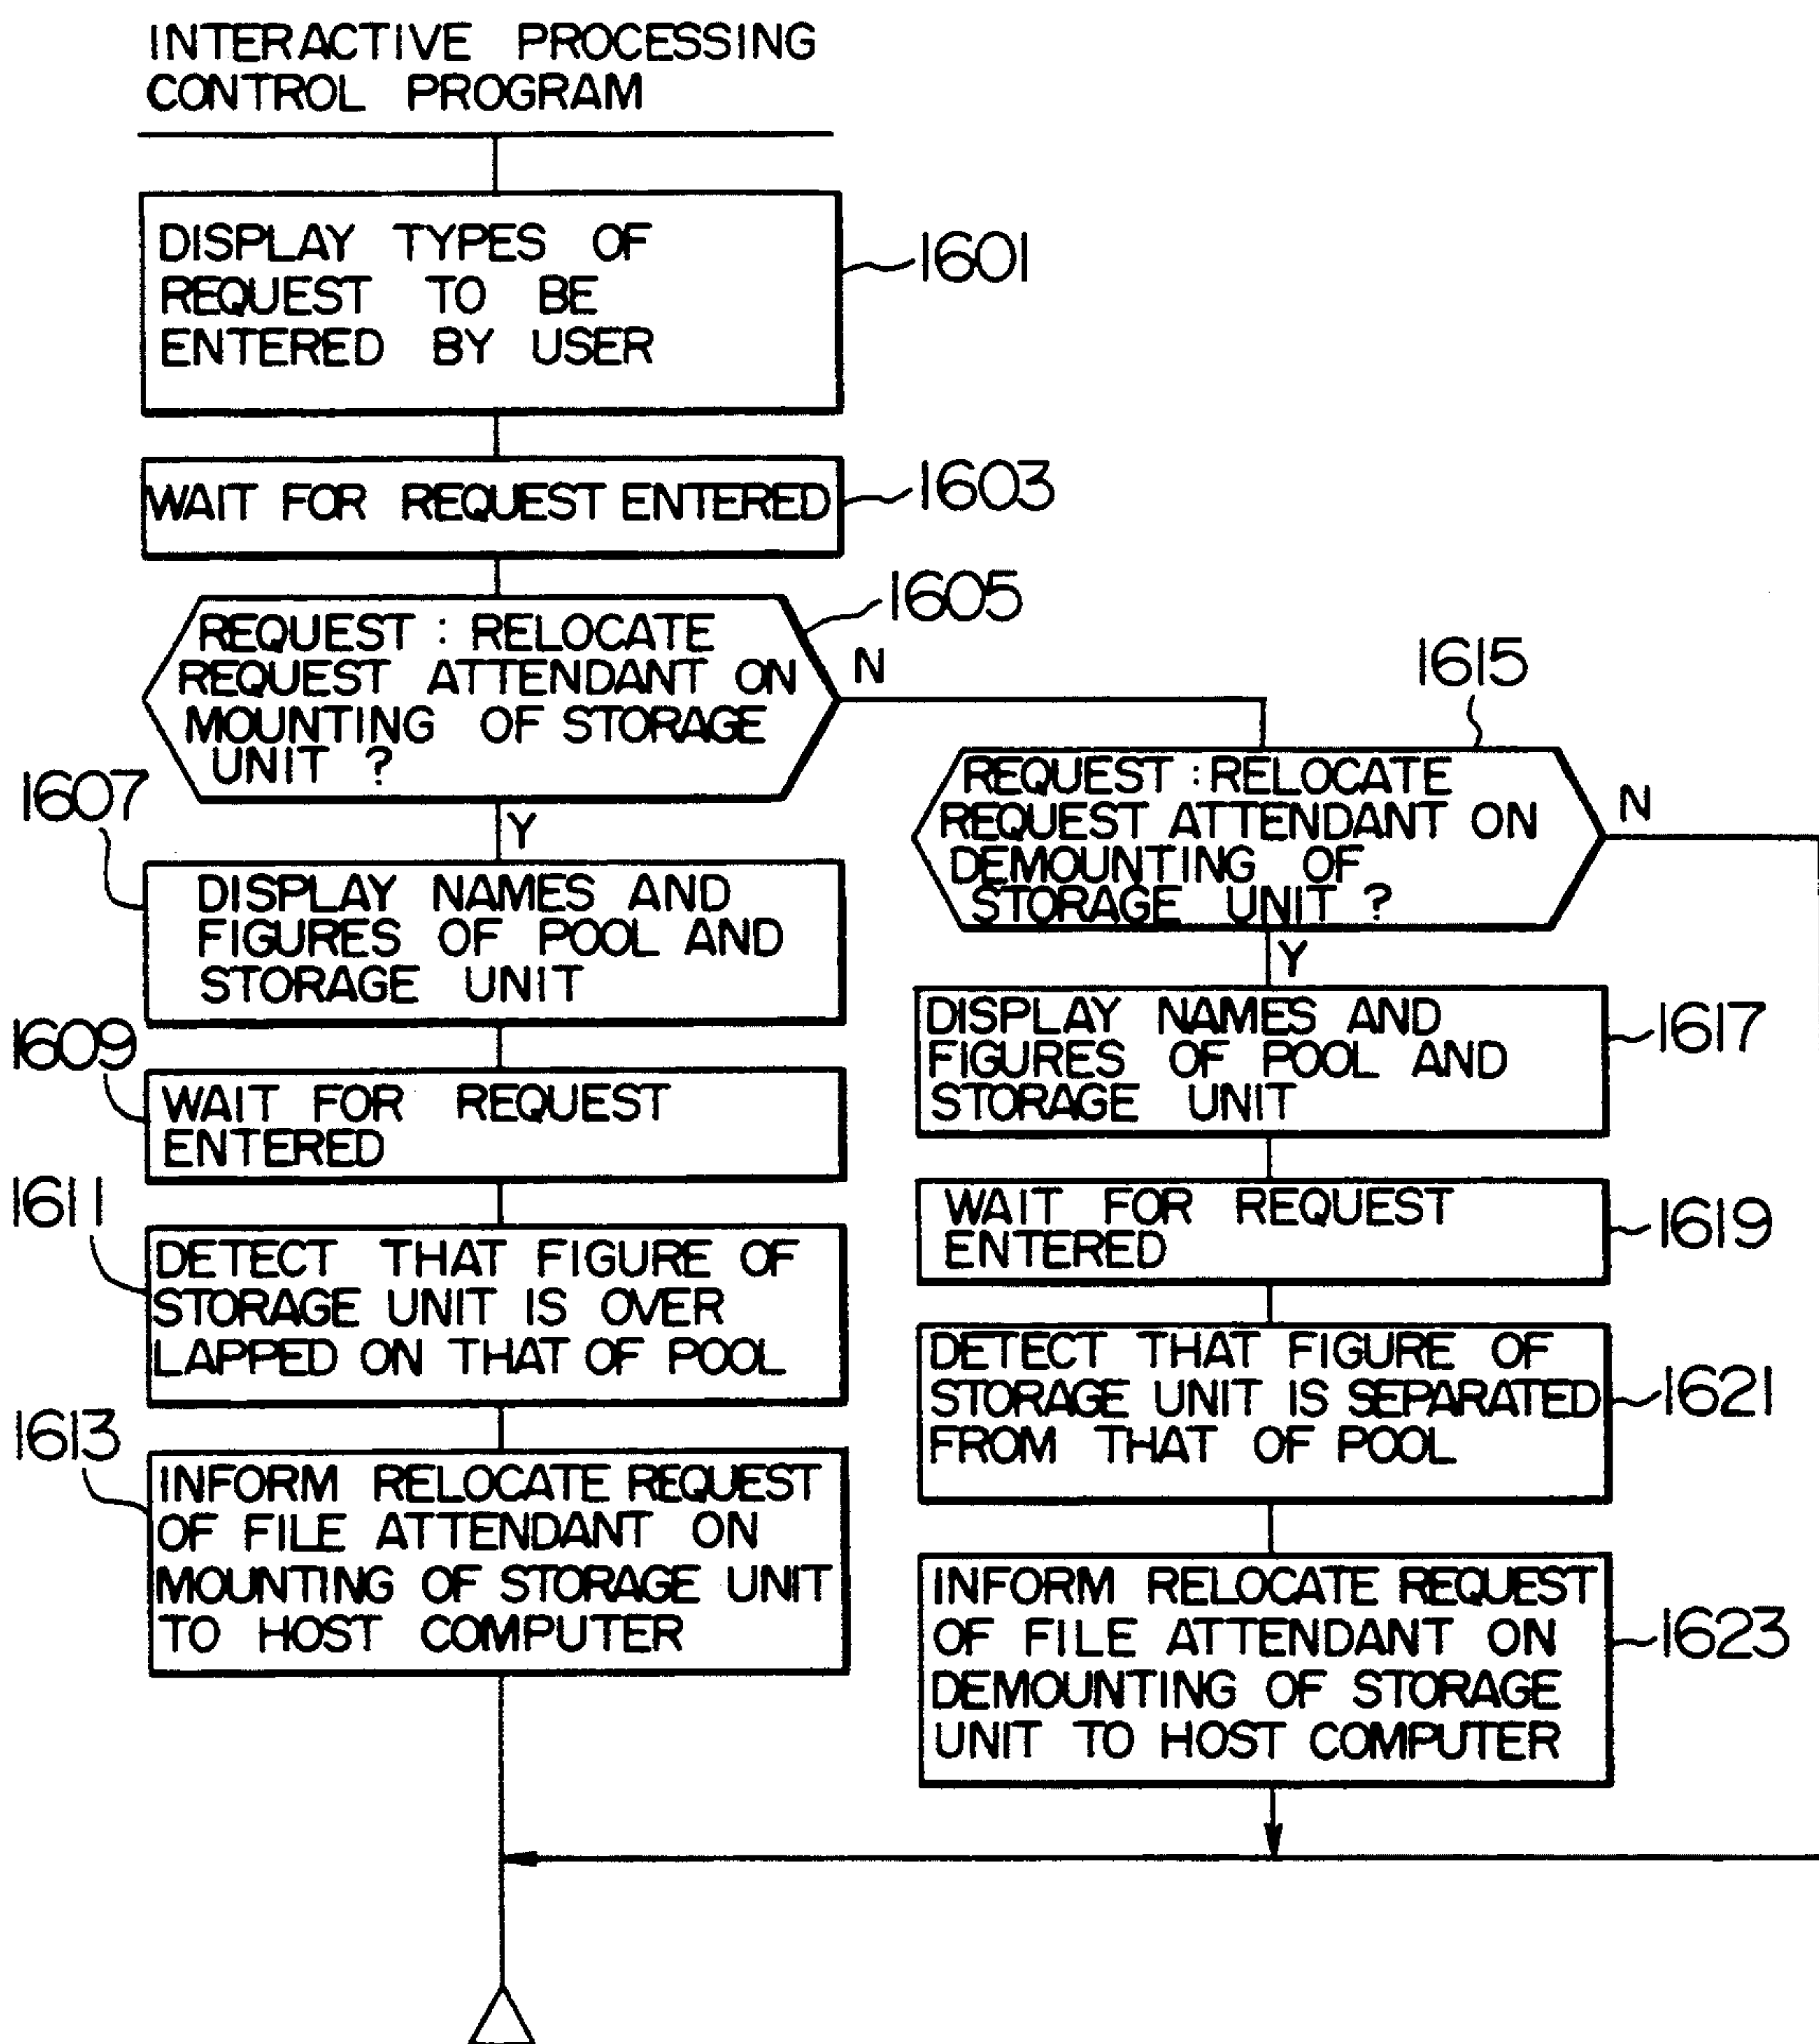 INTERACTIVE PROCESSING
CONTROL PROGRAM
DISPLAY TYPES OF
REQUEST TO BE
ENTERED BY USER
1601
WAIT FOR REQUEST ENTERED
1603
REQUEST : RELOCATE
REQUEST ATTENDANT ON
MOUNTING OF STORAGE
UNIT ?
1605
N
Y
1607
DISPLAY NAMES AND
FIGURES OF POOL AND
STORAGE UNIT
1609
WAIT FOR REQUEST
ENTERED
1611
DETECT THAT FIGURE OF
STORAGE UNIT IS OVER
LAPPED ON THAT OF POOL
1613
INFORM RELOCATE REQUEST
OF FILE ATTENDANT ON
MOUNTING OF STORAGE UNIT
TO HOST COMPUTER
1615
REQUEST : RELOCATE
REQUEST ATTENDANT ON
DEMOUNTING OF
STORAGE UNIT ?
N
Y
DISPLAY NAMES AND
FIGURES OF POOL AND
STORAGE UNIT
1617
WAIT FOR REQUEST
ENTERED
1619
DETECT THAT FIGURE OF
STORAGE UNIT IS SEPARATED
FROM THAT OF POOL
1621
INFORM RELOCATE REQUEST
OF FILE ATTENDANT ON
DEMOUNTING OF STORAGE
UNIT TO HOST COMPUTER
1623